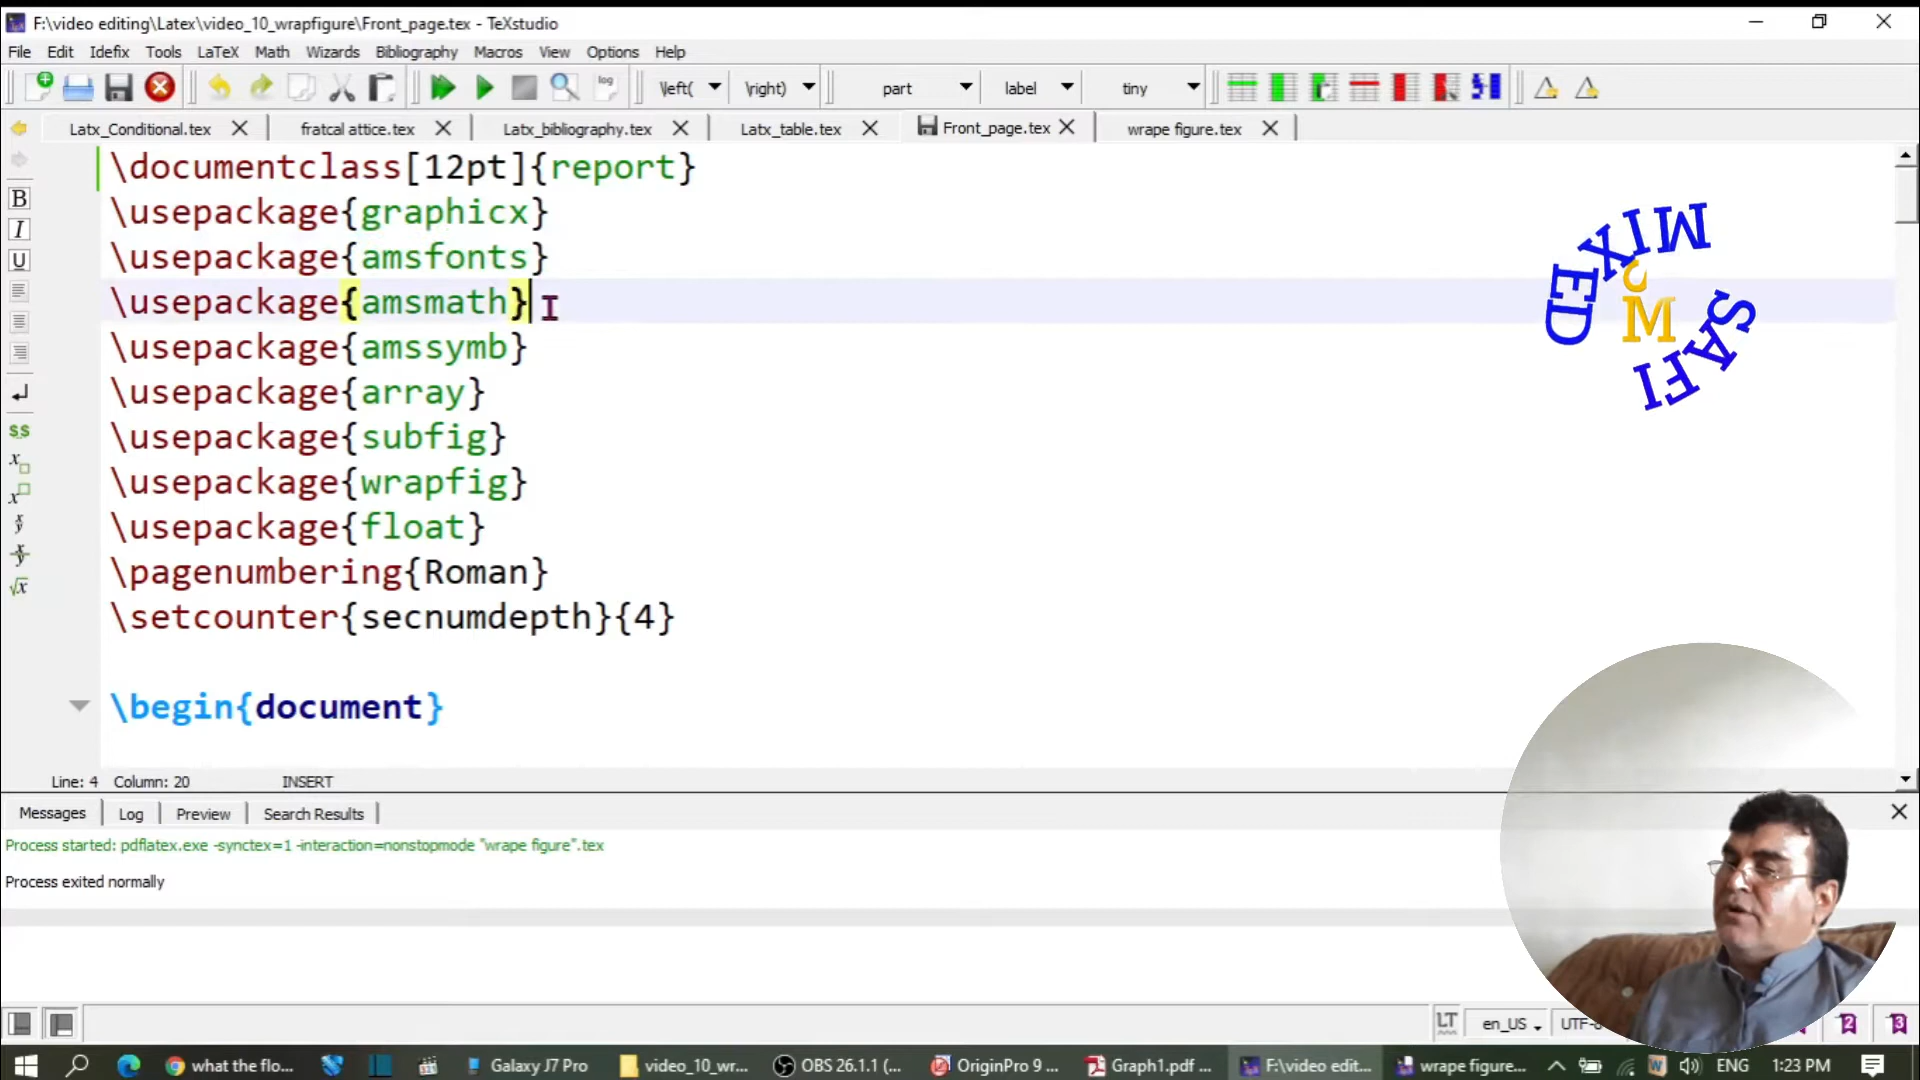 F:\video editing\Latex\video_10_wrapfigure\Front_page.tex - TeXstudio
File Edit Idefix Tools LaTeX Math Wizards Bibliography Macros View Options Help
log \left( \right) part label tiny
Latx_Conditional.tex fratcal attice.tex Latx_bibliography.tex Latx_table.tex Front_page.tex wrape figure.tex
\documentclass[12pt]{report}
\usepackage{graphicx}
\usepackage{amsfonts}
\usepackage{amsmath}
\usepackage{amssymb}
\usepackage{array}
\usepackage{subfig}
\usepackage{wrapfig}
\usepackage{float}
\pagenumbering{Roman}
\setcounter{secnumdepth}{4}
\begin{document}
MIXED
M
SAFI
Line: 4 Column: 20 INSERT
Messages Log Preview Search Results
Process started: pdflatex.exe -synctex=1 -interaction=nonstopmode "wrape figure".tex
Process exited normally
LT en_US UTF-8 2 3
what the flo... Galaxy J7 Pro video_10_wr... OBS 26.1.1 (... OriginPro 9 ... Graph1.pdf ... F:\video edit... wrape figure... ENG 1:23 PM